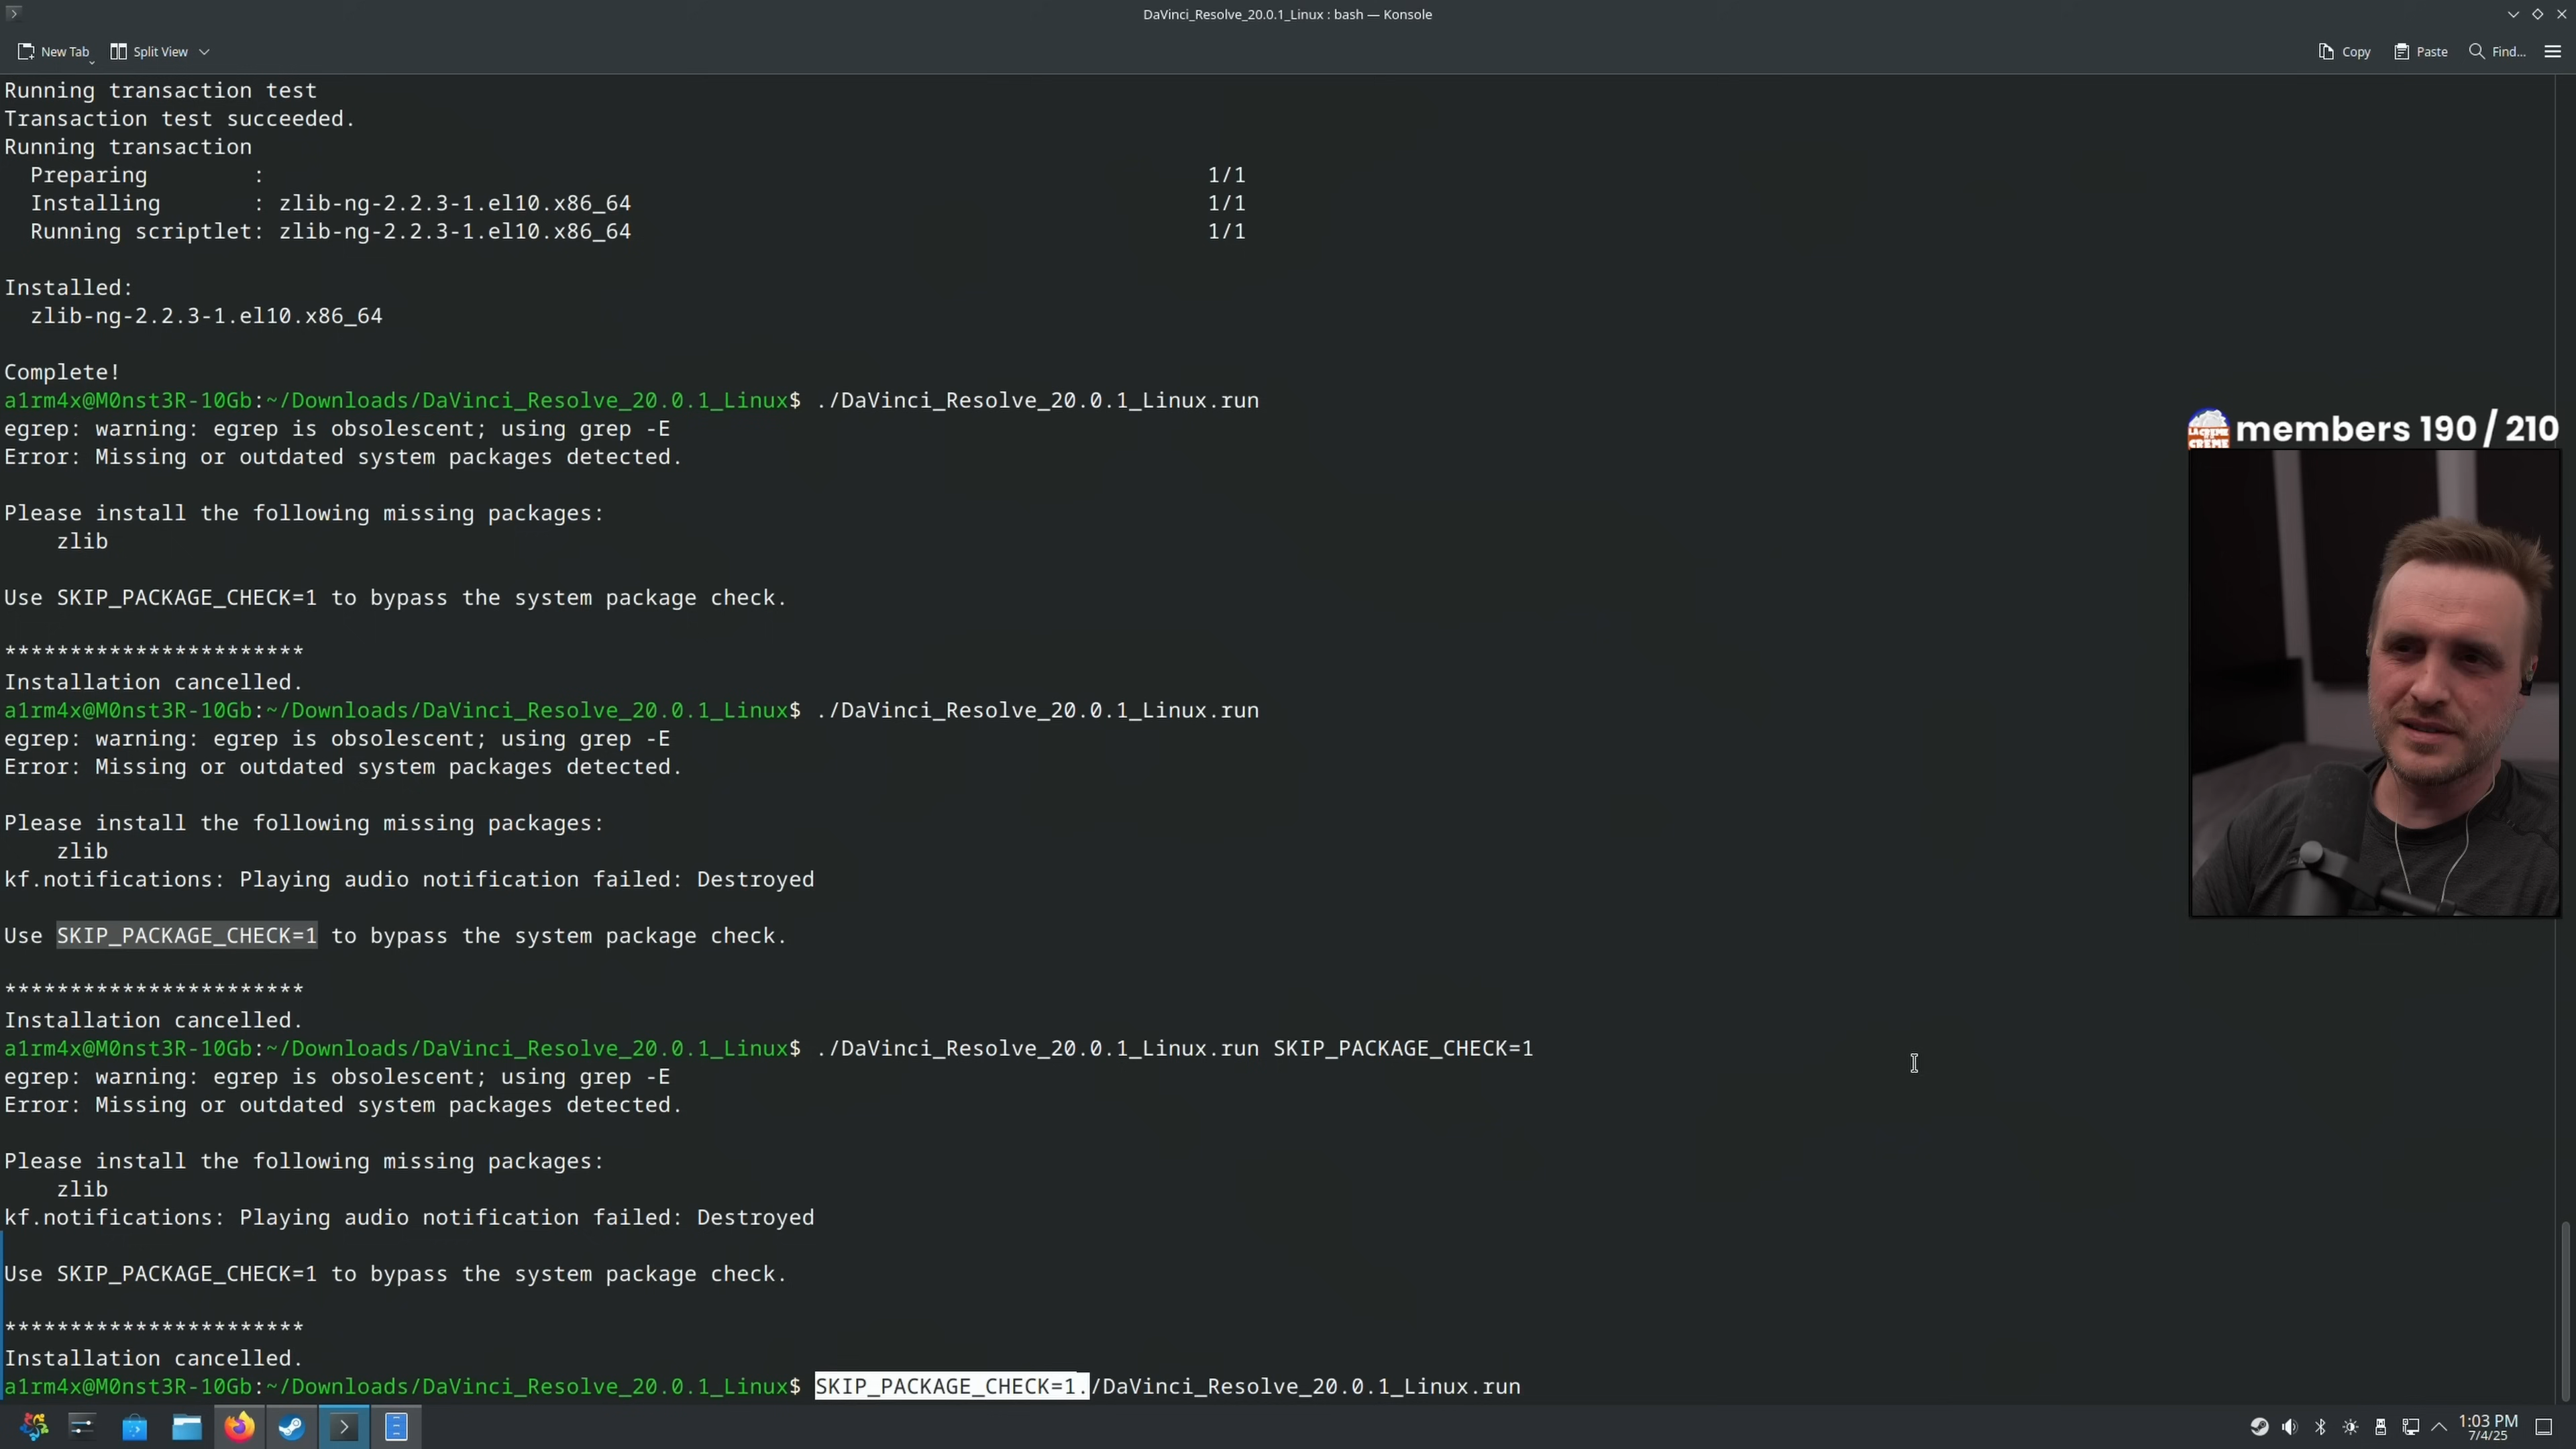 DaVinci_Resolve_20.0.1_Linux : bash — Konsole
New Tab
Split View
Copy
Paste
Find...
Running transaction test
Transaction test succeeded.
Running transaction
  Preparing        :                                                                        1/1
  Installing       : zlib-ng-2.2.3-1.el10.x86_64                                            1/1
  Running scriptlet: zlib-ng-2.2.3-1.el10.x86_64                                            1/1
Installed:
  zlib-ng-2.2.3-1.el10.x86_64
Complete!
a1rm4x@M0nst3R-10Gb:~/Downloads/DaVinci_Resolve_20.0.1_Linux$ ./DaVinci_Resolve_20.0.1_Linux.run
egrep: warning: egrep is obsolescent; using grep -E
Error: Missing or outdated system packages detected.
Please install the following missing packages:
    zlib
Use SKIP_PACKAGE_CHECK=1 to bypass the system package check.
***********************
Installation cancelled.
a1rm4x@M0nst3R-10Gb:~/Downloads/DaVinci_Resolve_20.0.1_Linux$ ./DaVinci_Resolve_20.0.1_Linux.run
egrep: warning: egrep is obsolescent; using grep -E
Error: Missing or outdated system packages detected.
Please install the following missing packages:
    zlib
kf.notifications: Playing audio notification failed: Destroyed
Use SKIP_PACKAGE_CHECK=1 to bypass the system package check.
***********************
Installation cancelled.
a1rm4x@M0nst3R-10Gb:~/Downloads/DaVinci_Resolve_20.0.1_Linux$ ./DaVinci_Resolve_20.0.1_Linux.run SKIP_PACKAGE_CHECK=1
egrep: warning: egrep is obsolescent; using grep -E
Error: Missing or outdated system packages detected.
Please install the following missing packages:
    zlib
kf.notifications: Playing audio notification failed: Destroyed
Use SKIP_PACKAGE_CHECK=1 to bypass the system package check.
***********************
Installation cancelled.
a1rm4x@M0nst3R-10Gb:~/Downloads/DaVinci_Resolve_20.0.1_Linux$ SKIP_PACKAGE_CHECK=1./DaVinci_Resolve_20.0.1_Linux.run
members 190 / 210
1:03 PM
7/4/25